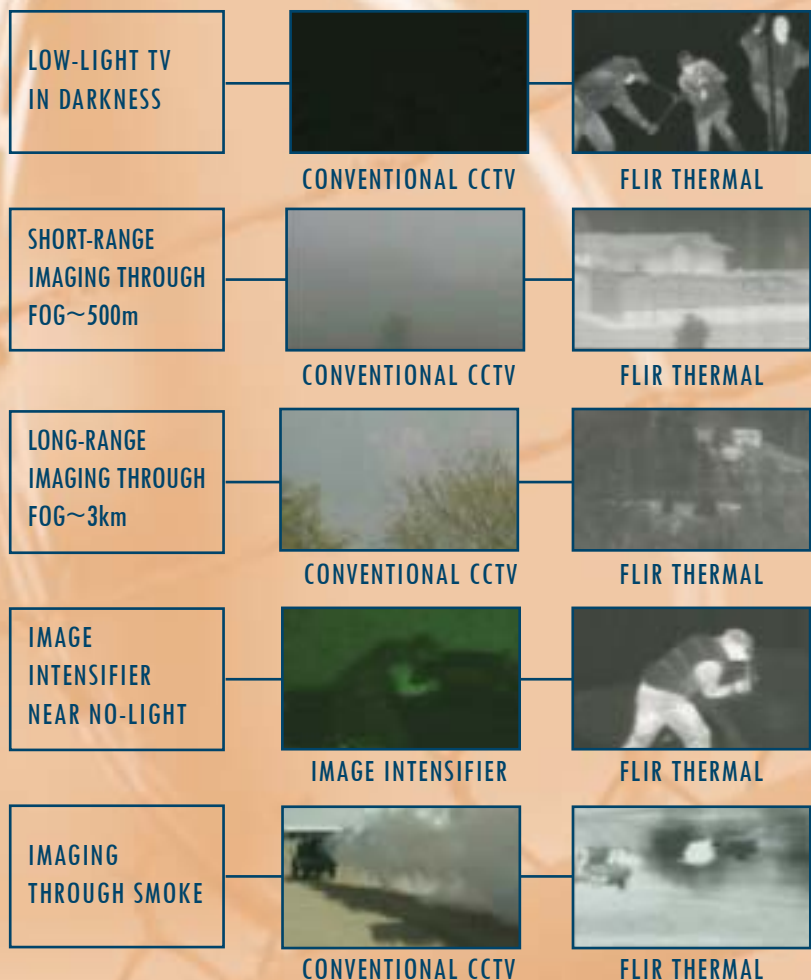 LOW-LIGHT TV
IN DARKNESS
CONVENTIONAL CCTV
FLIR THERMAL
SHORT-RANGE
IMAGING THROUGH
FOG~500m
CONVENTIONAL CCTV
FLIR THERMAL
LONG-RANGE
IMAGING THROUGH
FOG~3km
CONVENTIONAL CCTV
FLIR THERMAL
IMAGE
INTENSIFIER
NEAR NO-LIGHT
IMAGE INTENSIFIER
FLIR THERMAL
IMAGING
THROUGH SMOKE
CONVENTIONAL CCTV
FLIR THERMAL